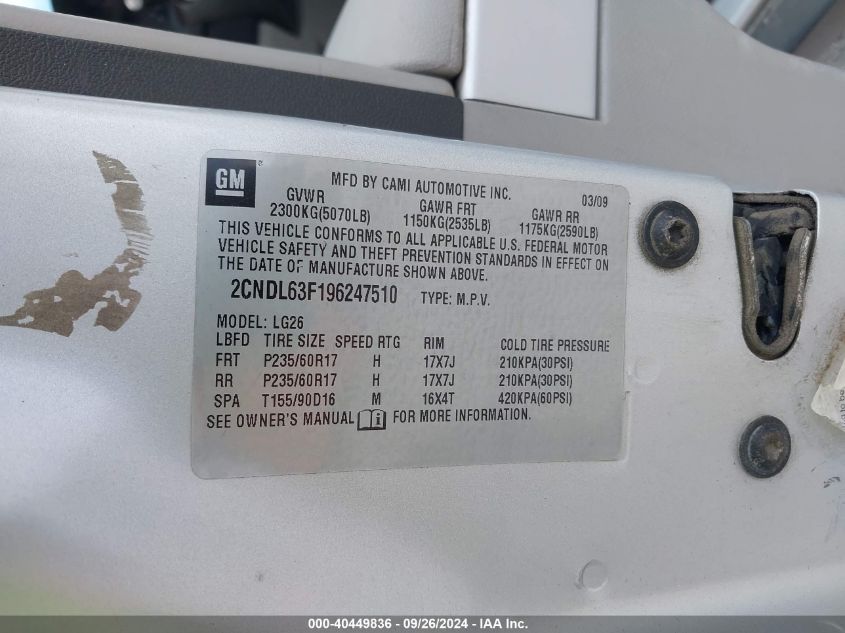 GM
MFD BY CAMI AUTOMOTIVE INC. 03/09
GVWR GAWR FRT GAWR RR
2300KG(5070LB) 1150KG(2535LB) 1175KG(2590LB)
THIS VEHICLE CONFORMS TO ALL APPLICABLE U.S. FEDERAL MOTOR
VEHICLE SAFETY AND THEFT PREVENTION STANDARDS IN EFFECT ON
THE DATE OF MANUFACTURE SHOWN ABOVE.
2CNDL63F196247510 TYPE: M.P.V.
MODEL: LG26
LBFD TIRE SIZE SPEED RTG RIM COLD TIRE PRESSURE
FRT P235/60R17 H 17X7J 210KPA(30PSI)
RR P235/60R17 H 17X7J 210KPA(30PSI)
SPA T155/90D16 M 16X4T 420KPA(60PSI)
SEE OWNER'S MANUAL FOR MORE INFORMATION.
000-40449836 - 09/26/2024 - IAA Inc.